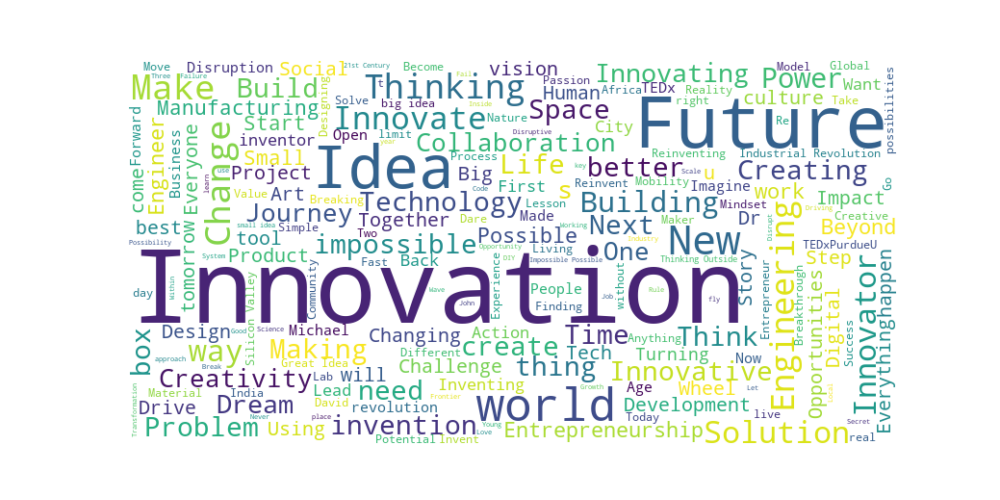 Move Disruption Social 21st Century Become vision Innovating Power Model Global
Three Failure Make Build Thinking Fail Passion Africa TEDx Want
Solve big idea Human Reality culture Take possibilities
Manufacturing Designing Innovate Open limit Nature Inside Space right Re Future
Forward Engineer Start Collaboration Disruptive City
come Business Everyone Change inventor your Idea Process Life better Reinventing Industrial Revolution
Small Project Big key Creating Go
learn use Value Art Breaking Technology First s Code Reinvent Mobility Scale Imagine u work Impact
best Journey Simple Together Dare Made Lesson Building Maker Mindset Disrupt Creative
small idea Two Working Next Dr Beyond
Possibility tomorrow tool impossible Possible Living One New Industry Thinking Outside TEDxPurdueU
System Product Fast Back Opportunity DIY Impossible Possible Engineering Driving Step
Innovation story happen
Within Community Wave Experience People Job Rule without Entrepreneur Breakthrough Digital Everything
day Silicon Valley John Finding fly Opportunities Innovator
box Design Good Science Michael Changing Action Time Anything Think Success
approach way Great Idea Making Different create Tech Turning Now
Break Challenge thing Innovative Local
Creativity Lab will Age Wheel Let
Transformation Material India Lead need Inventing Growth Development
Drive Dream David place revolution Frontier world Today live Secret
Problem Never Using invention Potential Invent Young Love Entrepreneurship Solution real